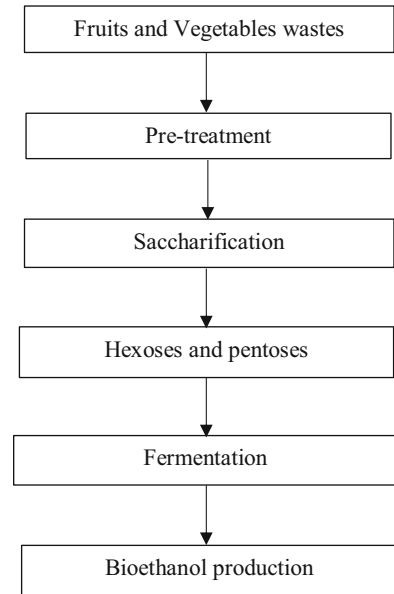 Fruits and Vegetables wastes
Pre-treatment
Saccharification
Hexoses and pentoses
Fermentation
Bioethanol production